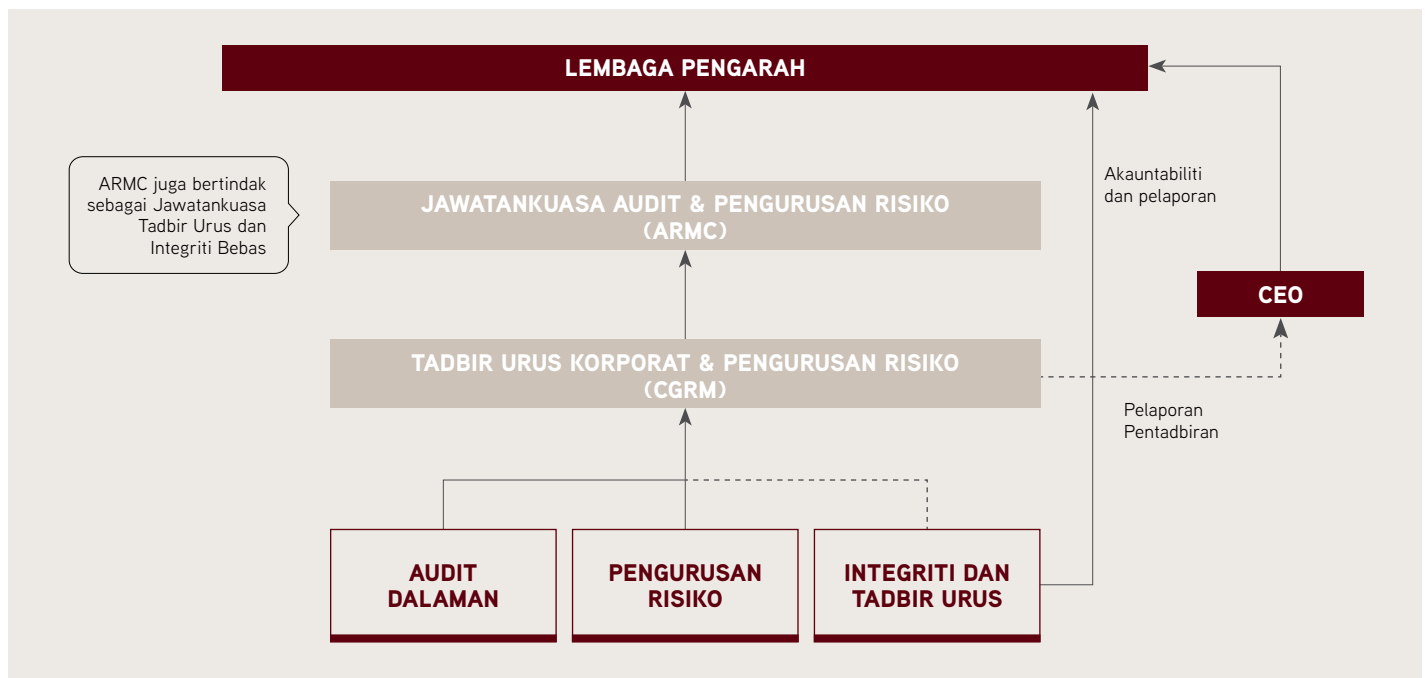 LEMBAGA PENGARAH
ARMC juga bertindak
sebagai Jawatankuasa
Tadbir Urus dan
Integriti Bebas
JAWATANKUASA AUDIT & PENGURUSAN RISIKO
(ARMC)
Akauntabiliti
dan pelaporan
CEO
TADBIR URUS KORPORAT & PENGURUSAN RISIKO
(CGRM)
Pelaporan
Pentadbiran
AUDIT
DALAMAN
PENGURUSAN
RISIKO
INTEGRITI DAN
TADBIR URUS